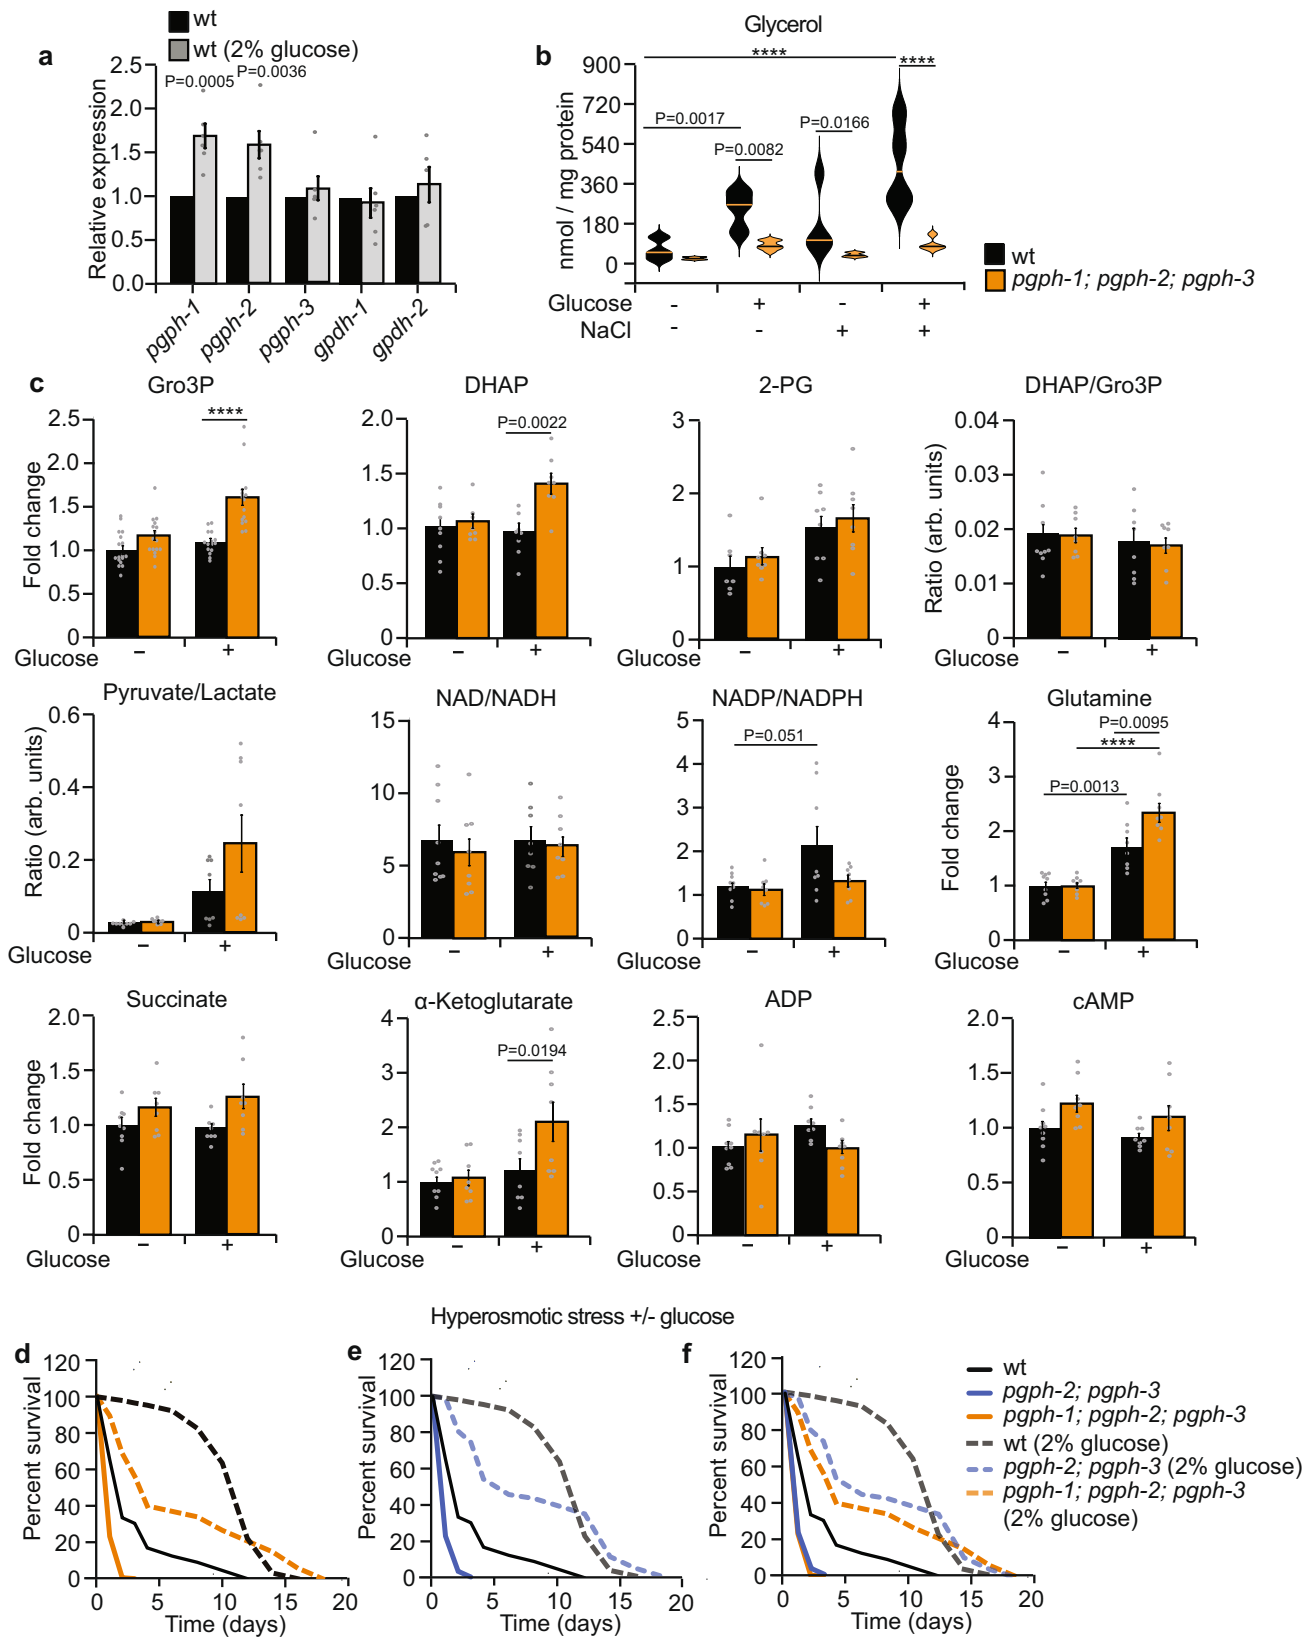 wt
wt (2% glucose)
a
P=0.0005
P=0.0036
Relative expression
2.5
2.0
1.5
1.0
0.5
0.0
pgph-1
pgph-2
pgph-3
gpdh-1
gpdh-2
b
Glycerol
****
****
P=0.0017
P=0.0082
P=0.0166
nmol / mg protein
900
720
540
360
180
0
Glucose - + - +
NaCl - - + +
wt
pgph-1; pgph-2; pgph-3
c
Gro3P
****
Fold change
2.5
2.0
1.5
1.0
0.5
0
Glucose − +
DHAP
P=0.0022
2.0
1.5
1.0
0.5
0
Glucose − +
2-PG
3
2
1
0
Glucose − +
DHAP/Gro3P
Ratio (arb. units)
0.04
0.03
0.02
0.01
0
Glucose − +
Pyruvate/Lactate
Ratio (arb. units)
0.6
0.4
0.2
0
Glucose − +
NAD/NADH
15
10
5
0
Glucose − +
NADP/NADPH
P=0.051
5
4
3
2
1
0
Glucose − +
Glutamine
P=0.0095
****
P=0.0013
Fold change
4
3
2
1
0
Glucose − +
Succinate
Fold change
2.0
1.5
1.0
0.5
0
Glucose − +
α-Ketoglutarate
P=0.0194
4
3
2
1
0
Glucose − +
ADP
2.5
2.0
1.5
1.0
0.5
0
Glucose − +
cAMP
2.0
1.5
1.0
0.5
0
Glucose − +
Hyperosmotic stress +/- glucose
d
Percent survival
120
100
80
60
40
20
0
0 5 10 15 20
Time (days)
e
Percent survival
120
100
80
60
40
20
0
0 5 10 15 20
Time (days)
f
Percent survival
120
100
80
60
40
20
0
0 5 10 15 20
Time (days)
wt
pgph-2; pgph-3
pgph-1; pgph-2; pgph-3
wt (2% glucose)
pgph-2; pgph-3 (2% glucose)
pgph-1; pgph-2; pgph-3
(2% glucose)